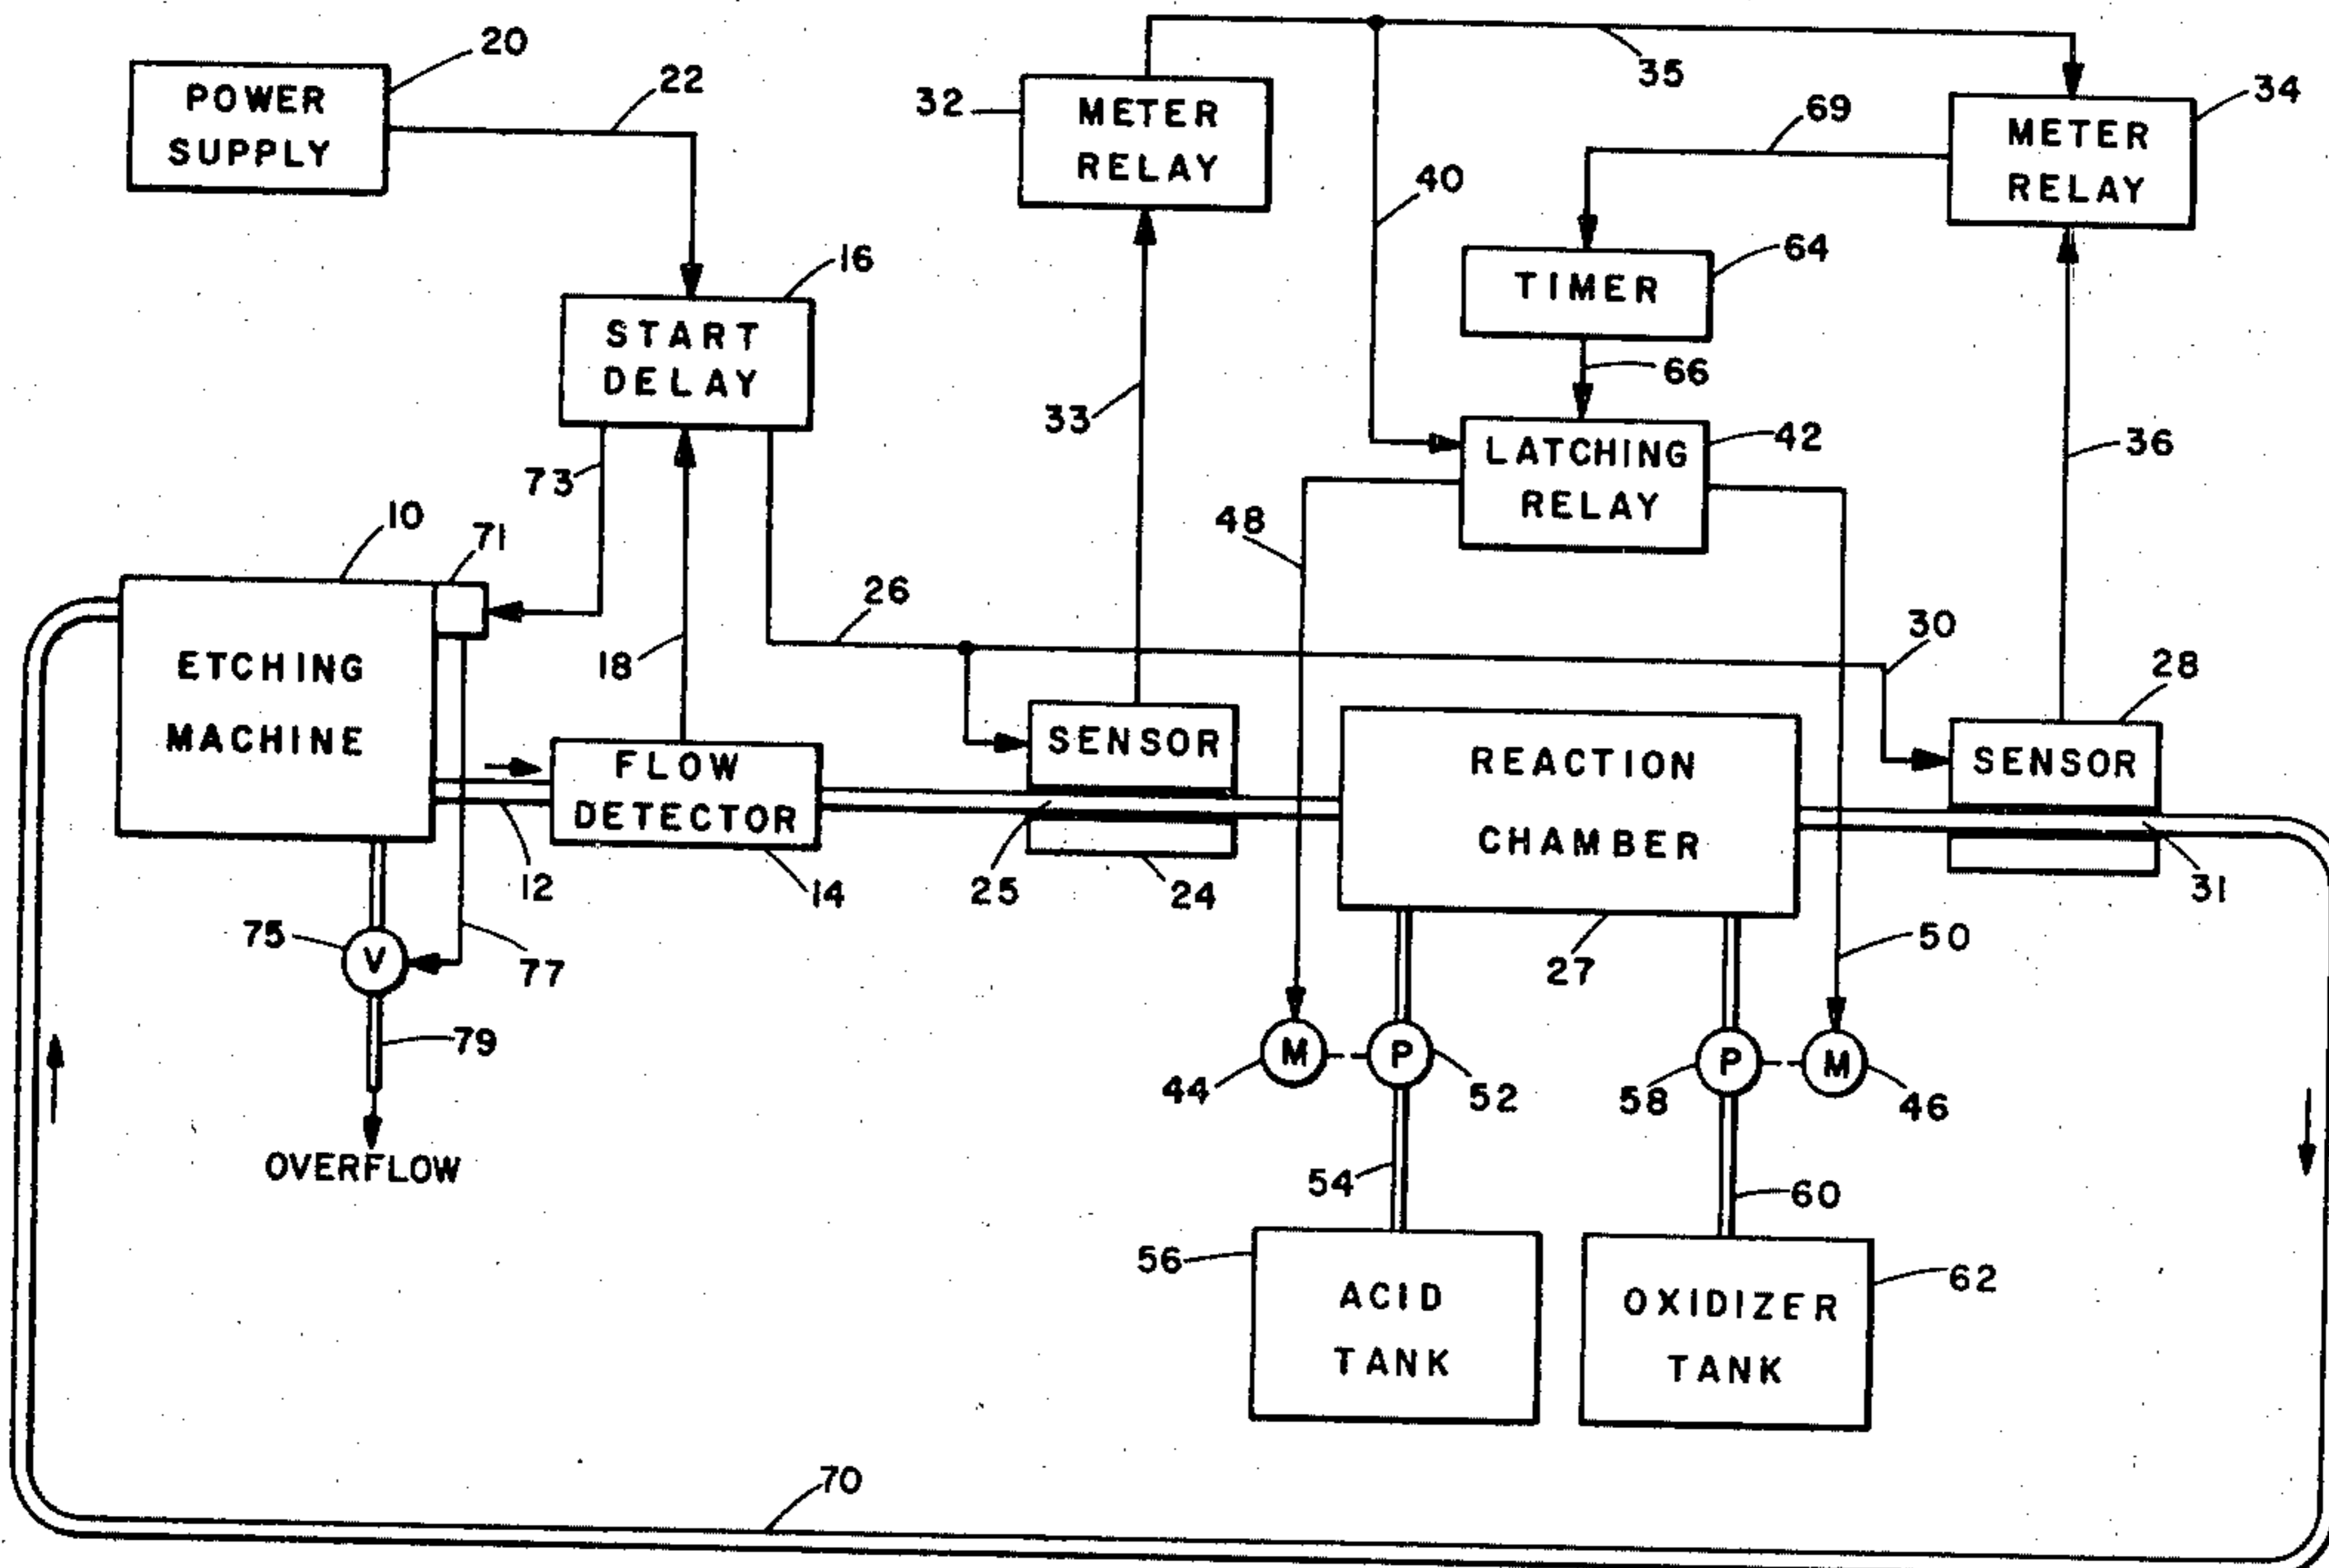 20
POWER
SUPPLY
22
32
METER
RELAY
35
34
METER
RELAY
69
40
16
START
DELAY
64
TIMER
66
33
42
LATCHING
RELAY
36
73
10
71
48
26
30
18
28
ETCHING
MACHINE
FLOW
DETECTOR
SENSOR
REACTION
CHAMBER
SENSOR
12
14
25
24
31
75
V
77
27
50
79
M
P
P
M
44
52
58
46
OVERFLOW
54
60
56
ACID
TANK
OXIDIZER
TANK
62
70